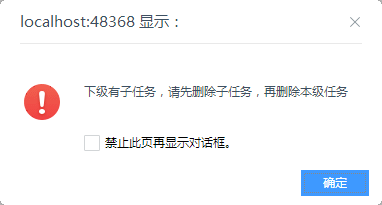 localhost:48368 显示：
下级有子任务，请先删除子任务，再删除本级任务
禁止此页再显示对话框。
确定